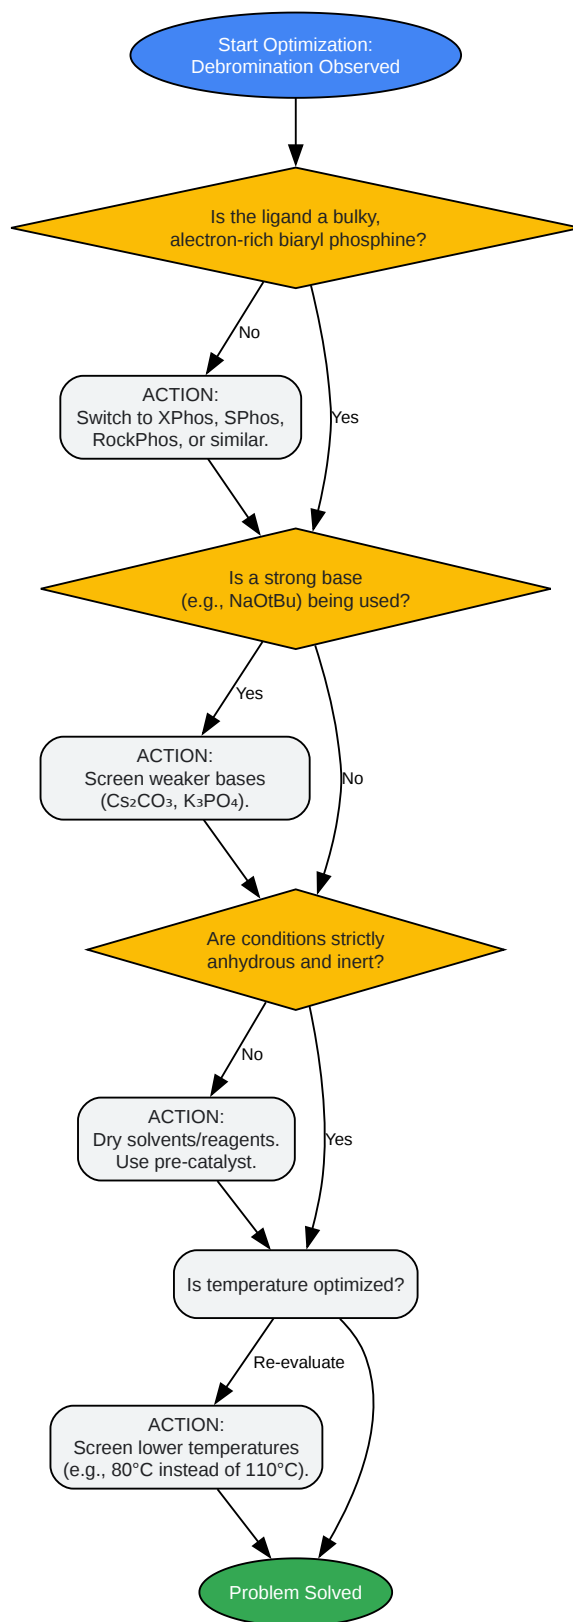 Start Optimization:
Debromination Observed
Is the ligand a bulky,
alectron-rich biaryl phosphine?
No
ACTION:
Switch to XPhos, SPhos,
RockPhos, or similar.
Yes
Is a strong base
(e.g., NaOtBu) being used?
Yes
ACTION:
Screen weaker bases
(Cs₂CO₃, K₃PO₄).
No
Are conditions strictly
anhydrous and inert?
No
ACTION:
Dry solvents/reagents.
Use pre-catalyst.
Yes
Is temperature optimized?
Re-evaluate
ACTION:
Screen lower temperatures
(e.g., 80°C instead of 110°C).
Problem Solved